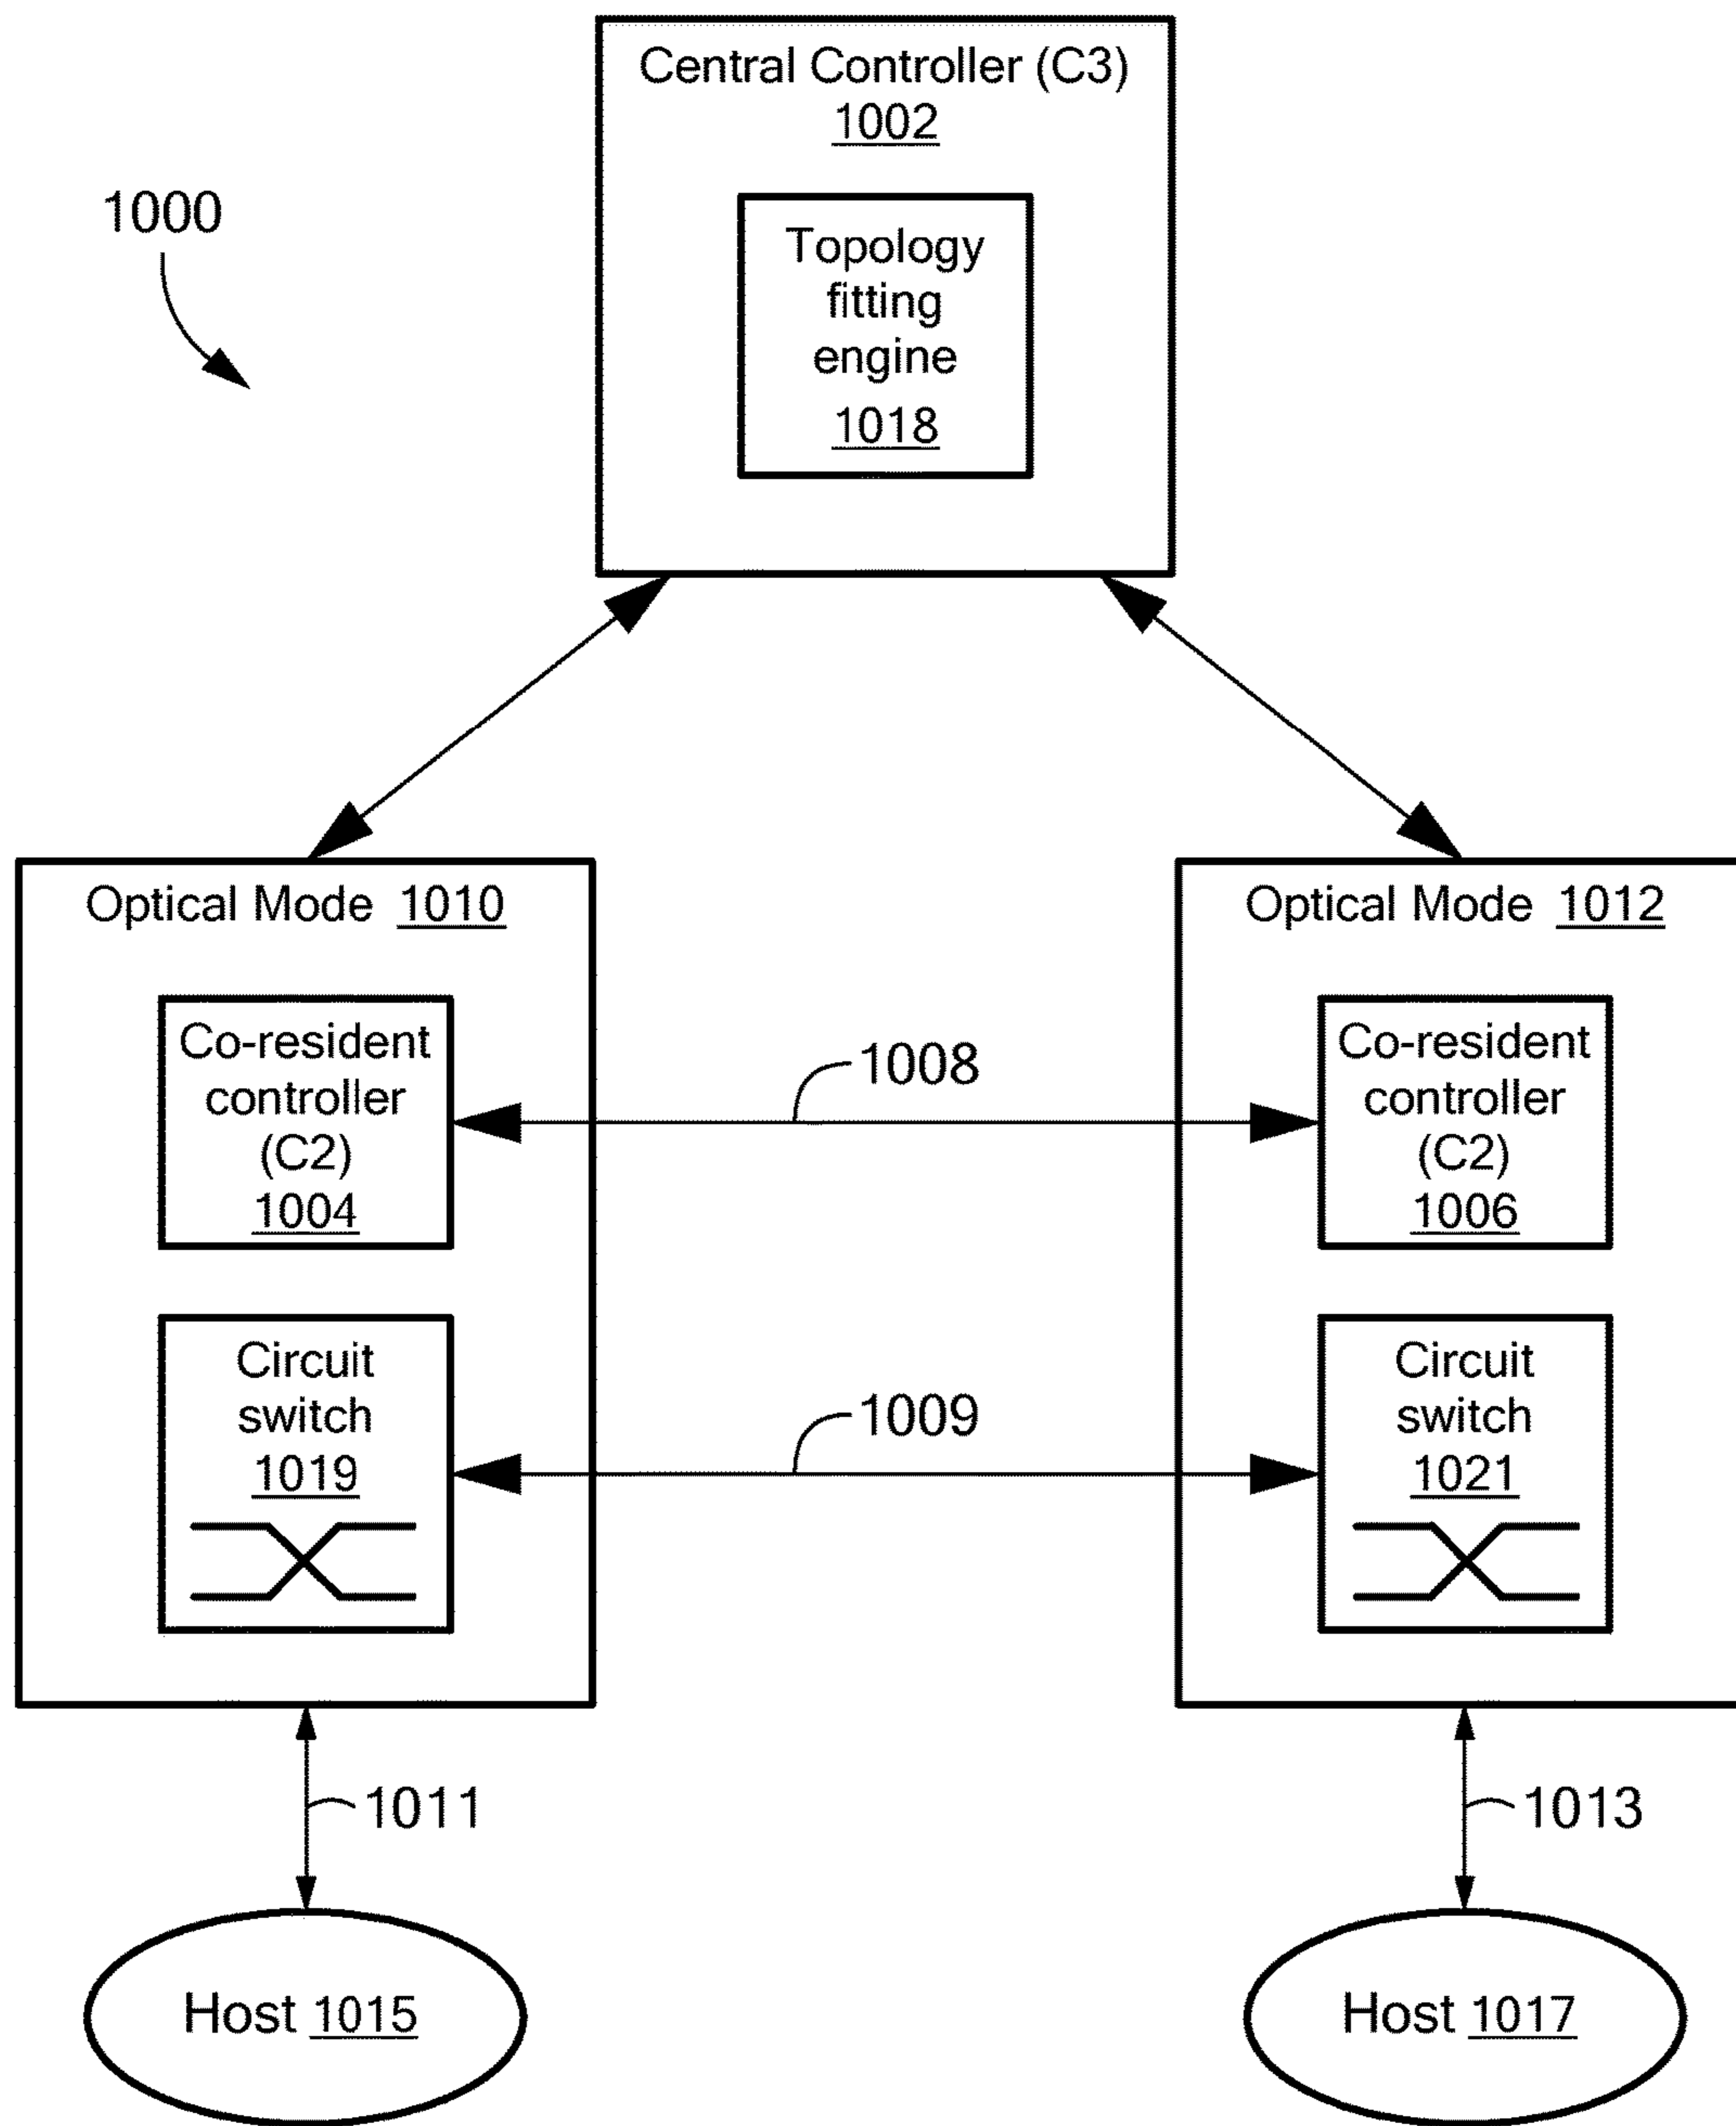 Central Controller (C3)
1002
1000
Topology
fitting
engine
1018
Optical Mode 1010
Optical Mode 1012
Co-resident
controller
(C2)
1004
1008
Co-resident
controller
(C2)
1006
Circuit
switch
1019
1009
Circuit
switch
1021
1011
1013
Host 1015
Host 1017